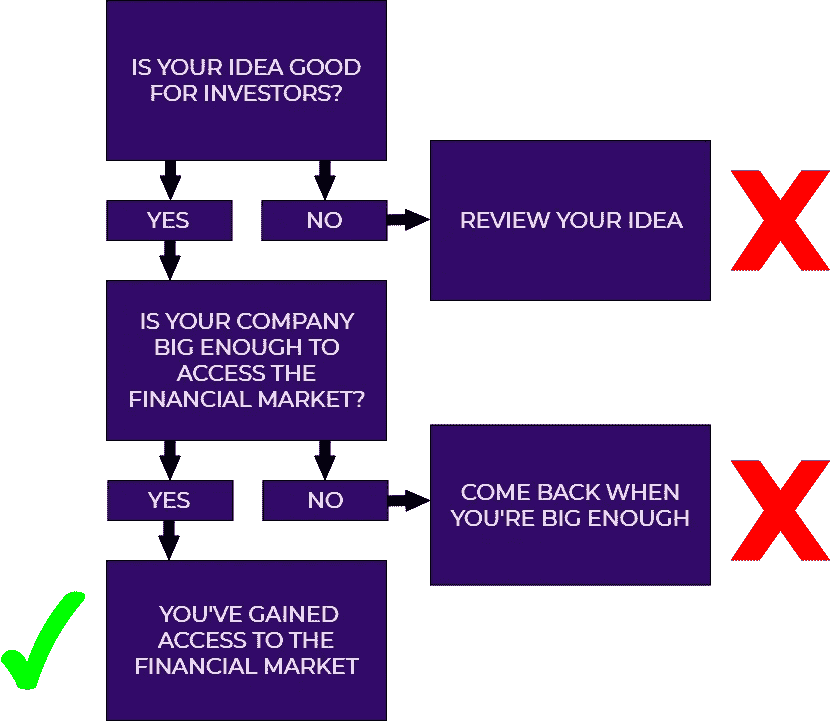 IS YOUR IDEA GOOD
FOR INVESTORS?
YES
NO
REVIEW YOUR IDEA
IS YOUR COMPANY
BIG ENOUGH TO
ACCESS THE
FINANCIAL MARKET?
YES
NO
COME BACK WHEN
YOU'RE BIG ENOUGH
YOU'VE GAINED
ACCESS TO THE
FINANCIAL MARKET